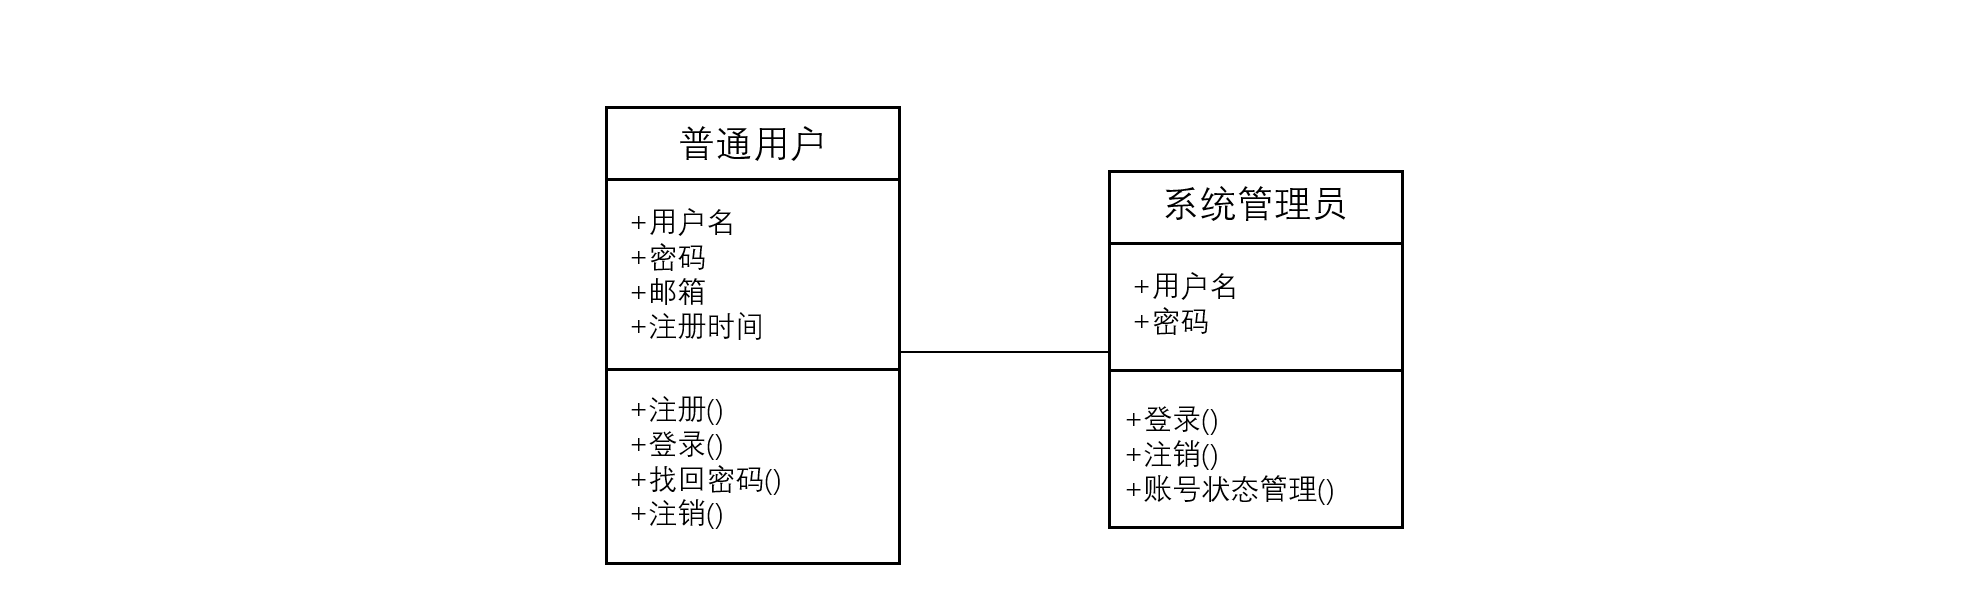 普通用户
+用户名
+密码
+邮箱
+注册时间
+注册()
+登录()
+找回密码()
+注销()
系统管理员
+用户名
+密码
+登录()
+注销()
+账号状态管理()